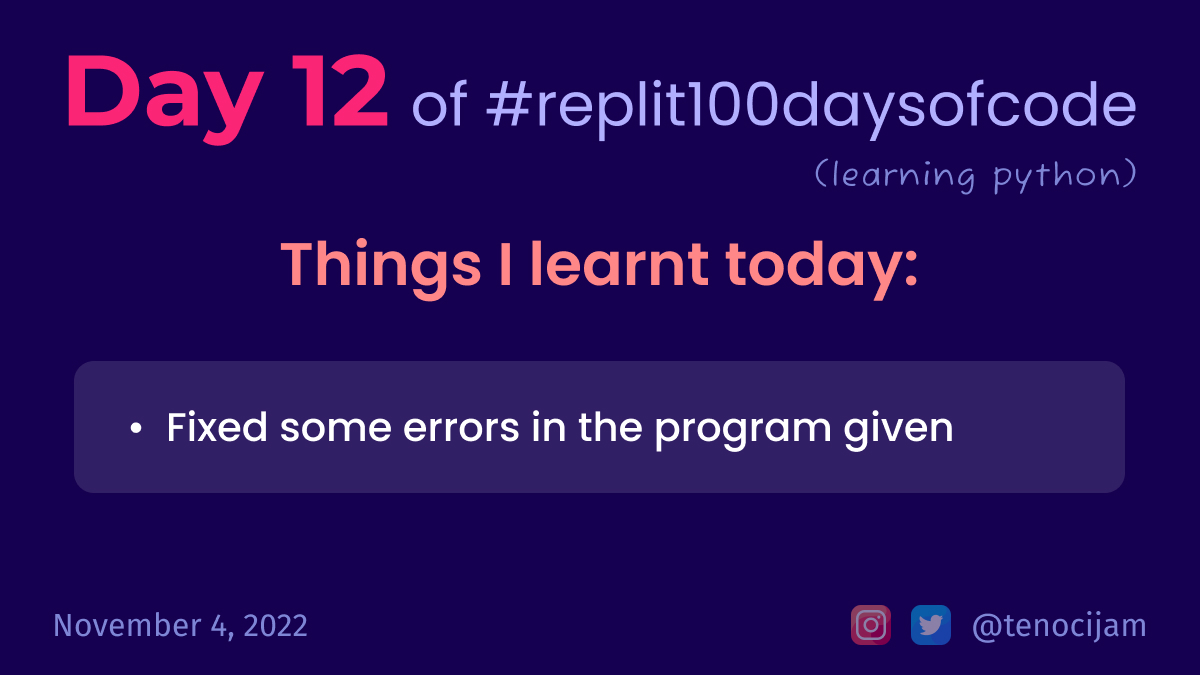 Day 12 of #replit100daysofcode
(learning python)
Things I learnt today:
• Fixed some errors in the program given
November 4, 2022
@tenocijam